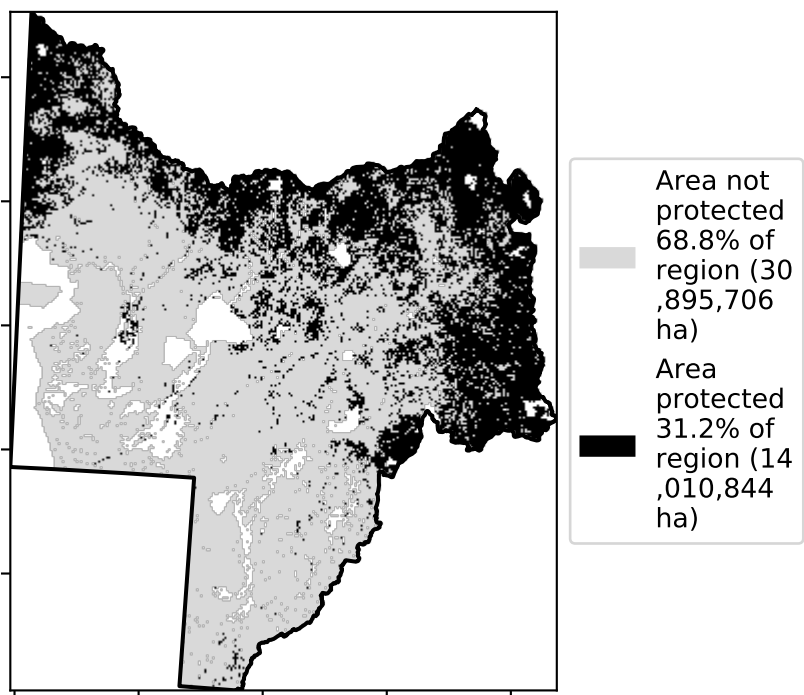 Area not
protected
68.8% of
region (30
,895,706
ha)
Area
protected
31.2% of
region (14
,010,844
ha)